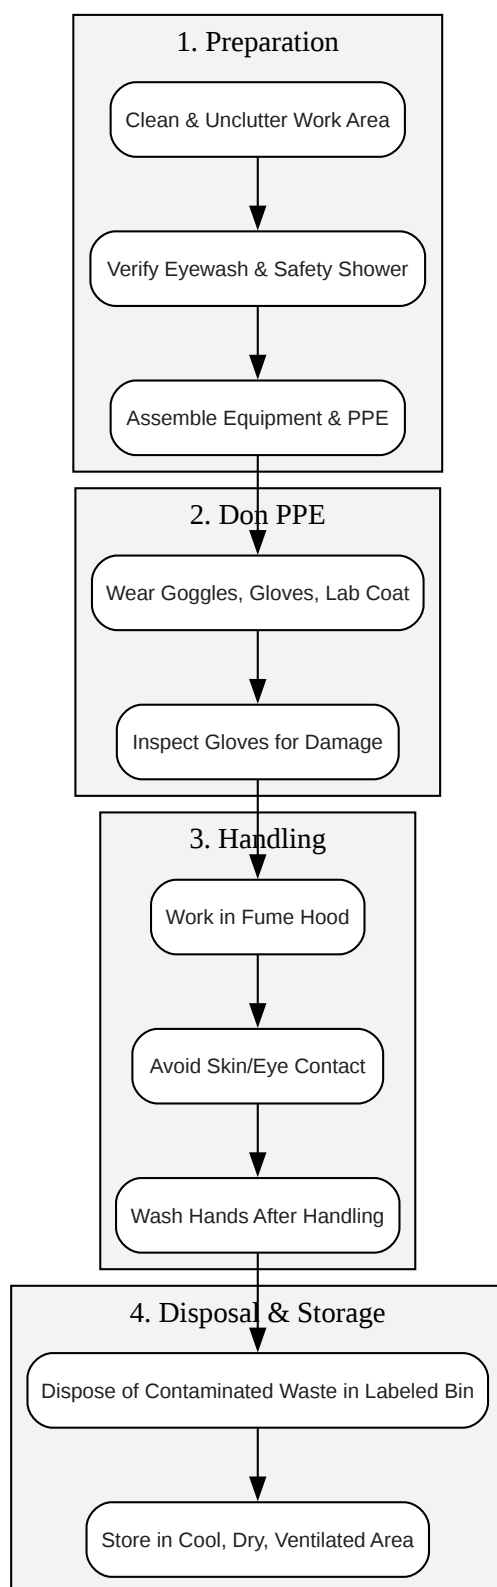 1. Preparation
Clean & Unclutter Work Area
Verify Eyewash & Safety Shower
Assemble Equipment & PPE
2. Don PPE
Wear Goggles, Gloves, Lab Coat
Inspect Gloves for Damage
3. Handling
Work in Fume Hood
Avoid Skin/Eye Contact
Wash Hands After Handling
4. Disposal & Storage
Dispose of Contaminated Waste in Labeled Bin
Store in Cool, Dry, Ventilated Area